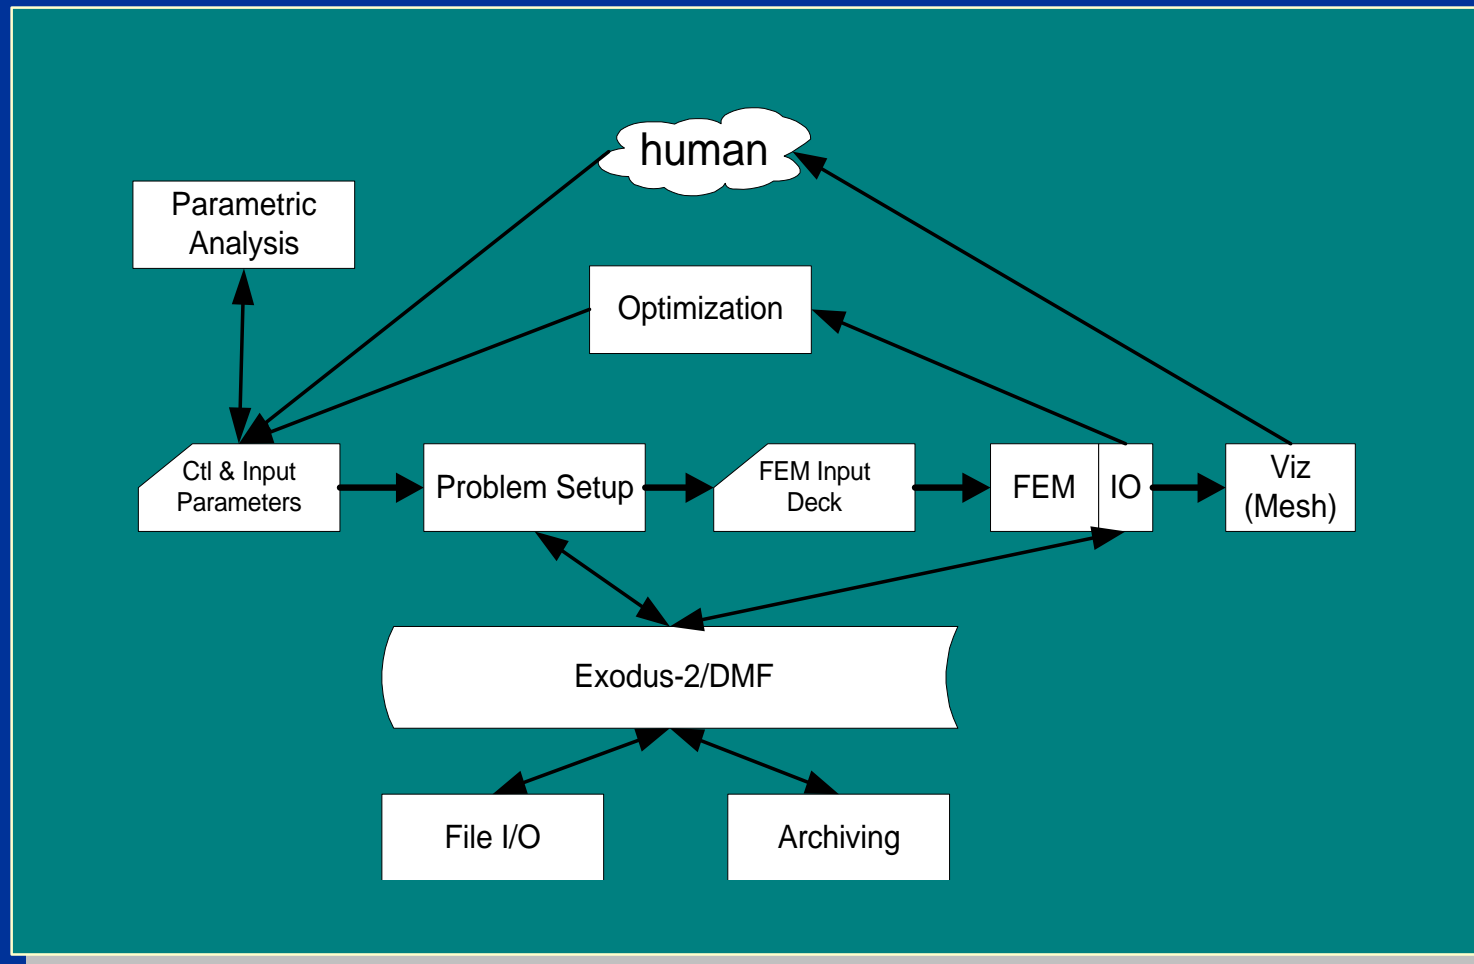 human
Parametric
Analysis
Optimization
Ctl & Input
Parameters
Problem Setup
FEM Input
Deck
FEM
IO
Viz
(Mesh)
Exodus-2/DMF
File I/O
Archiving